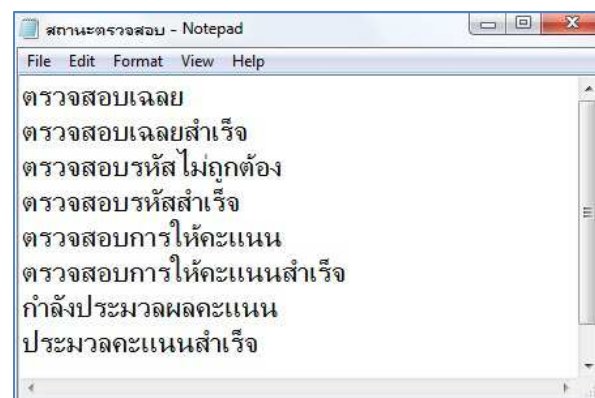 สถานะตรวจสอบ - Notepad
File Edit Format View Help
ตรวจสอบเฉลย
ตรวจสอบเฉลยสำเร็จ
ตรวจสอบรหัสไม่ถูกต้อง
ตรวจสอบรหัสสำเร็จ
ตรวจสอบการให้คะแนน
ตรวจสอบการให้คะแนนสำเร็จ
กำลังประมวลผลคะแนน
ประมวลคะแนนสำเร็จ